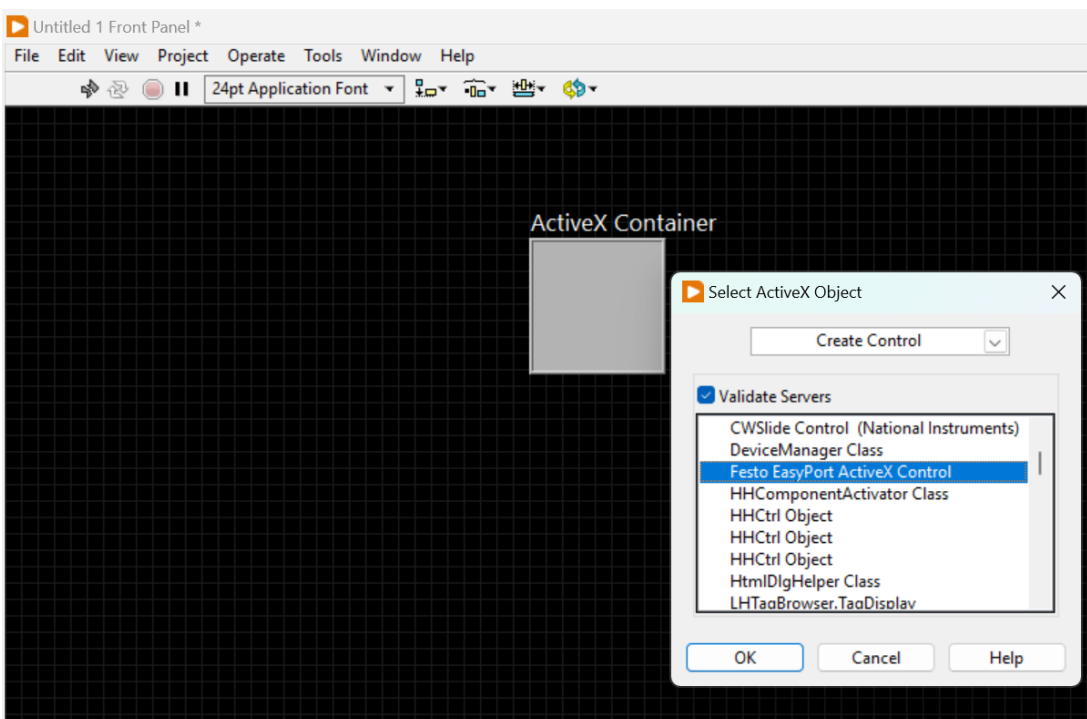 Untitled 1 Front Panel *
File Edit View Project Operate Tools Window Help
24pt Application Font
ActiveX Container
Select ActiveX Object
Create Control
Validate Servers
CWSlide Control (National Instruments)
DeviceManager Class
Festo EasyPort ActiveX Control
HHComponentActivator Class
HHCtrl Object
HHCtrl Object
HHCtrl Object
HtmlDlgHelper Class
LHTagBrowser.TagDisplay
OK Cancel Help